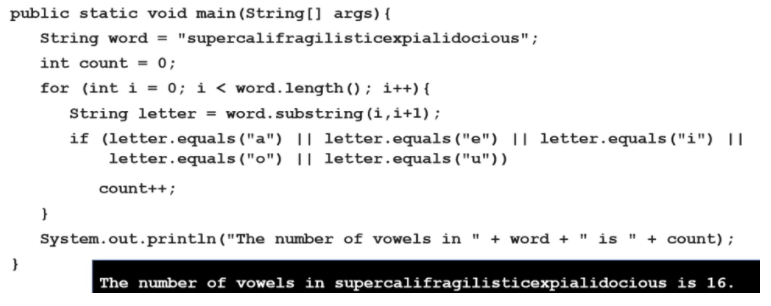 public static void main(String[] args){
String word = "supercalifragilisticexpialidocious";
int count = 0;
for (int i = 0; i < word.length(); i++){
String letter = word.substring(i,i+1);
if (letter.equals("a") || letter.equals("e") || letter.equals("i") ||
letter.equals("o") || letter.equals("u"))
count++;
}
System.out.println("The number of vowels in " + word + " is " + count);
}
The number of vowels in supercalifragilisticexpialidocious is 16.